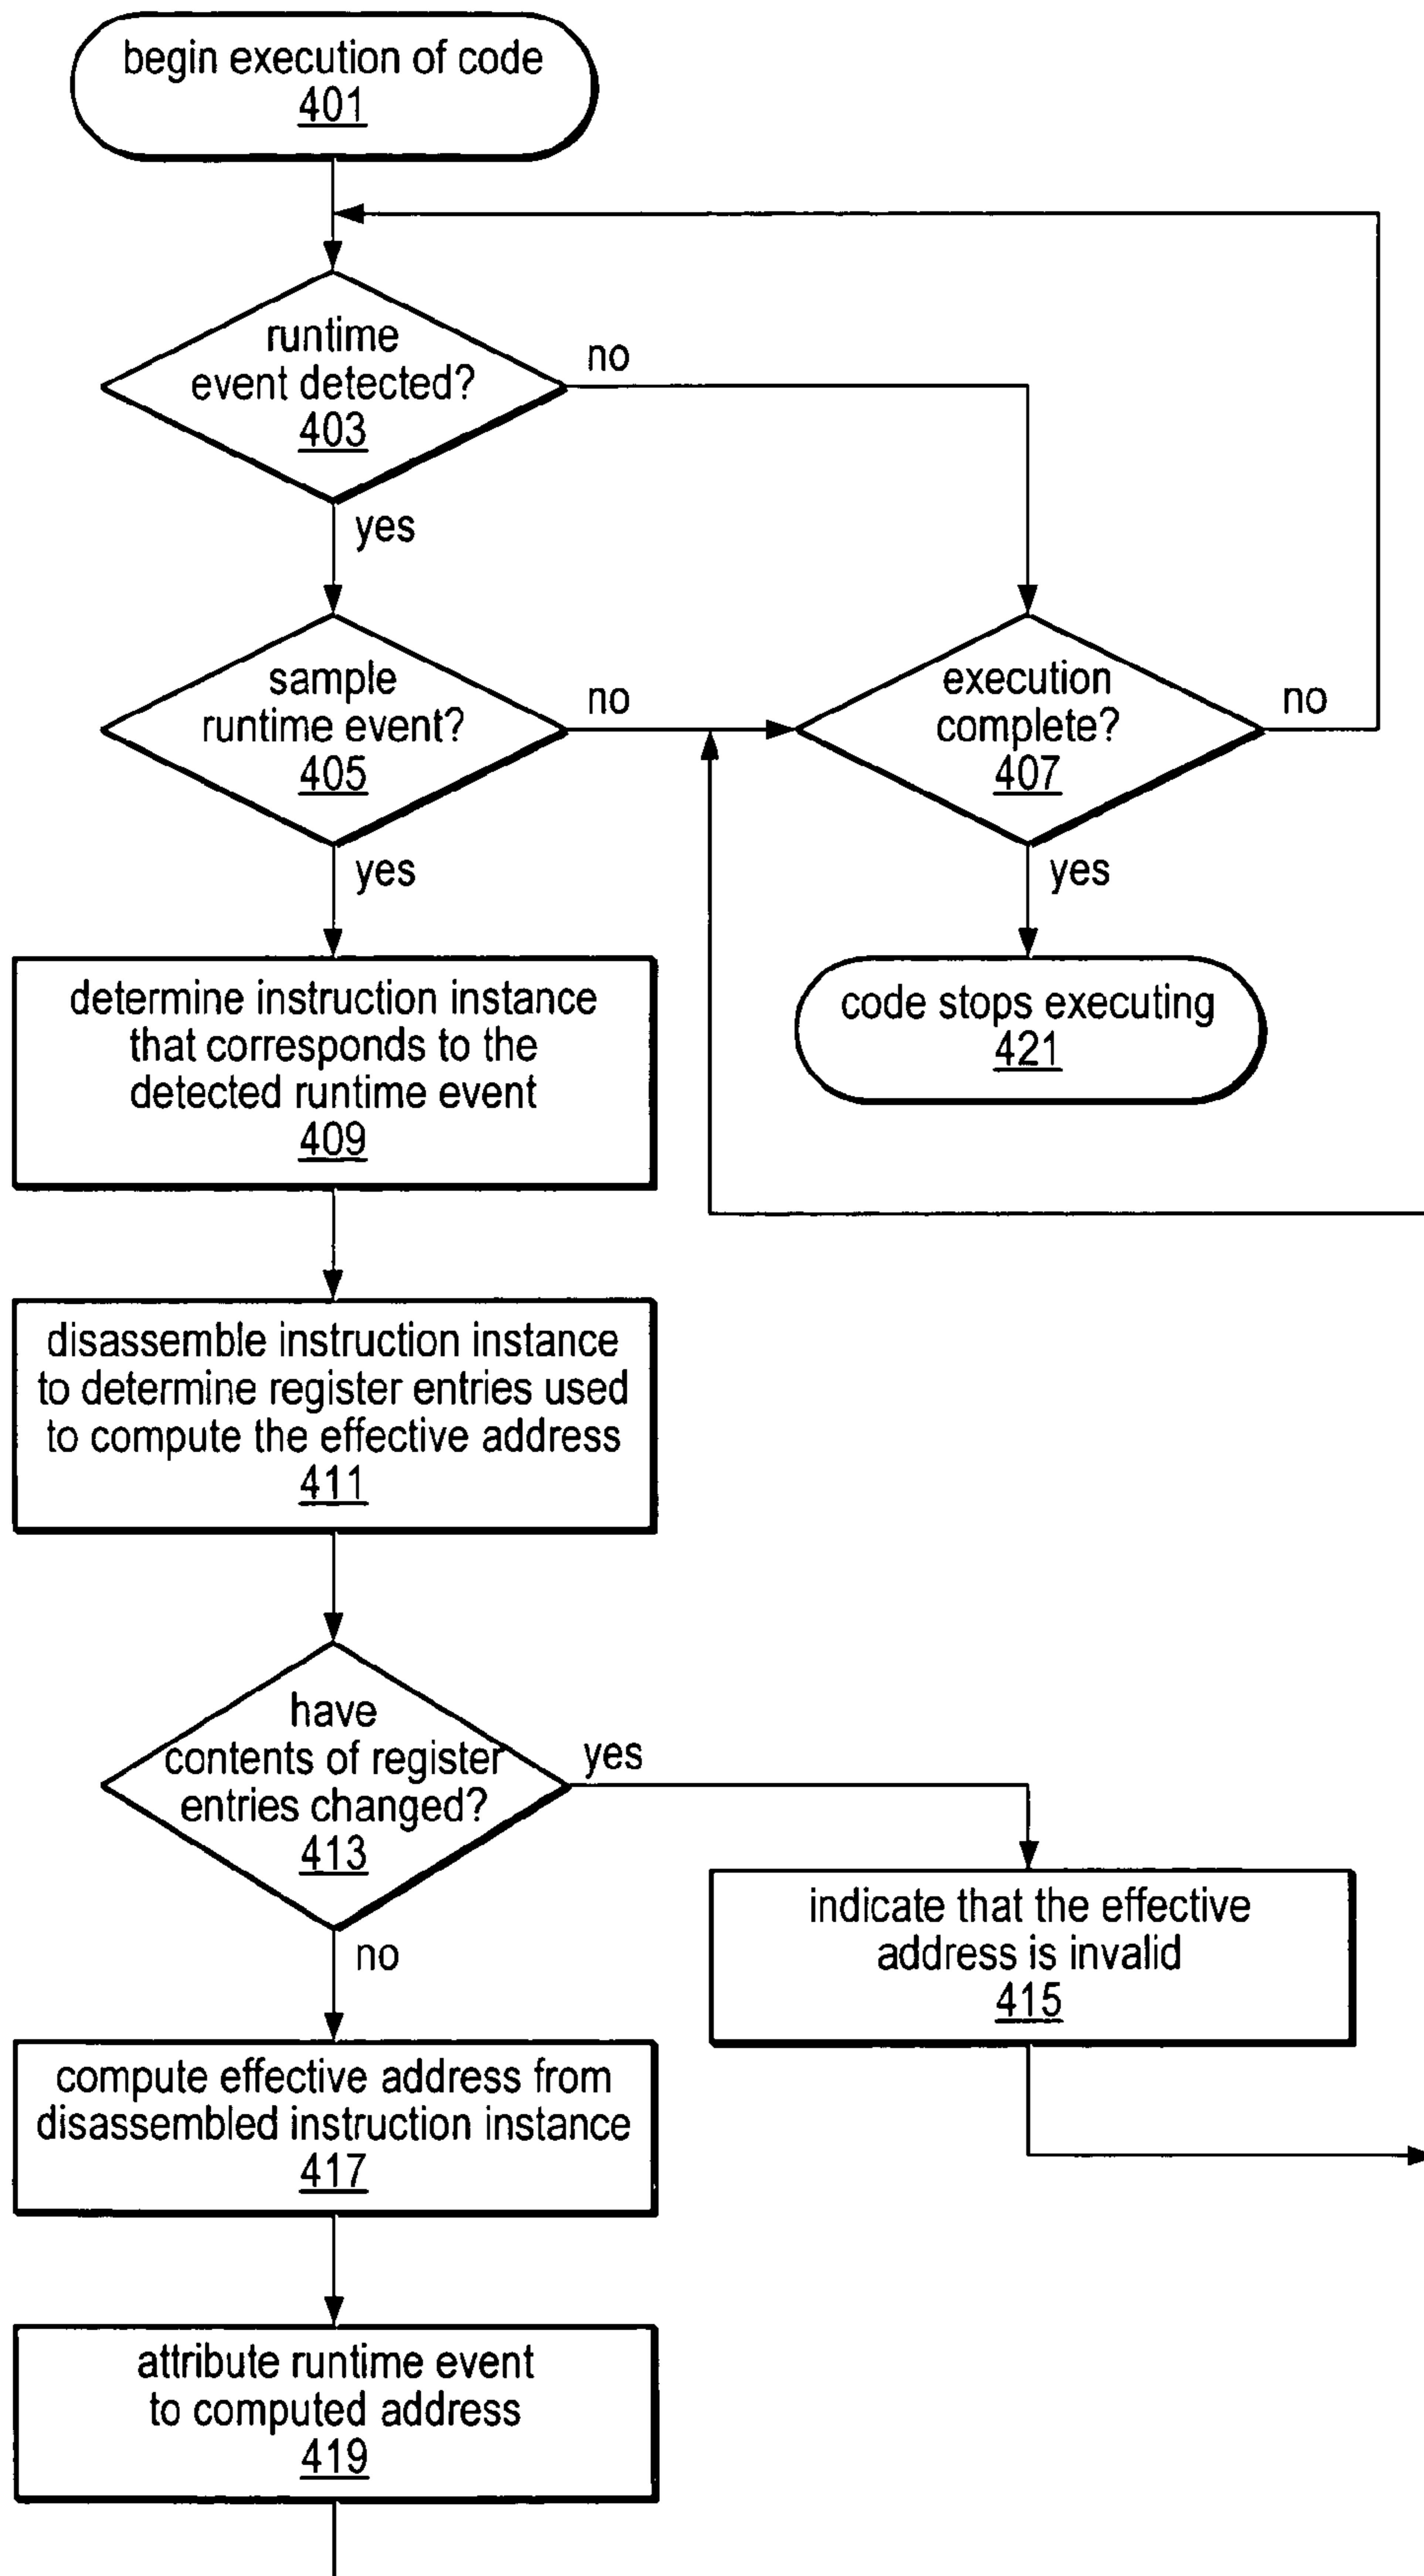 begin execution of code
401
runtime
event detected?
403
no
yes
sample
runtime event?
405
no
yes
execution
complete?
407
no
yes
code stops executing
421
determine instruction instance
that corresponds to the
detected runtime event
409
disassemble instruction instance
to determine register entries used
to compute the effective address
411
have
contents of register
entries changed?
413
yes
no
indicate that the effective
address is invalid
415
compute effective address from
disassembled instruction instance
417
attribute runtime event
to computed address
419